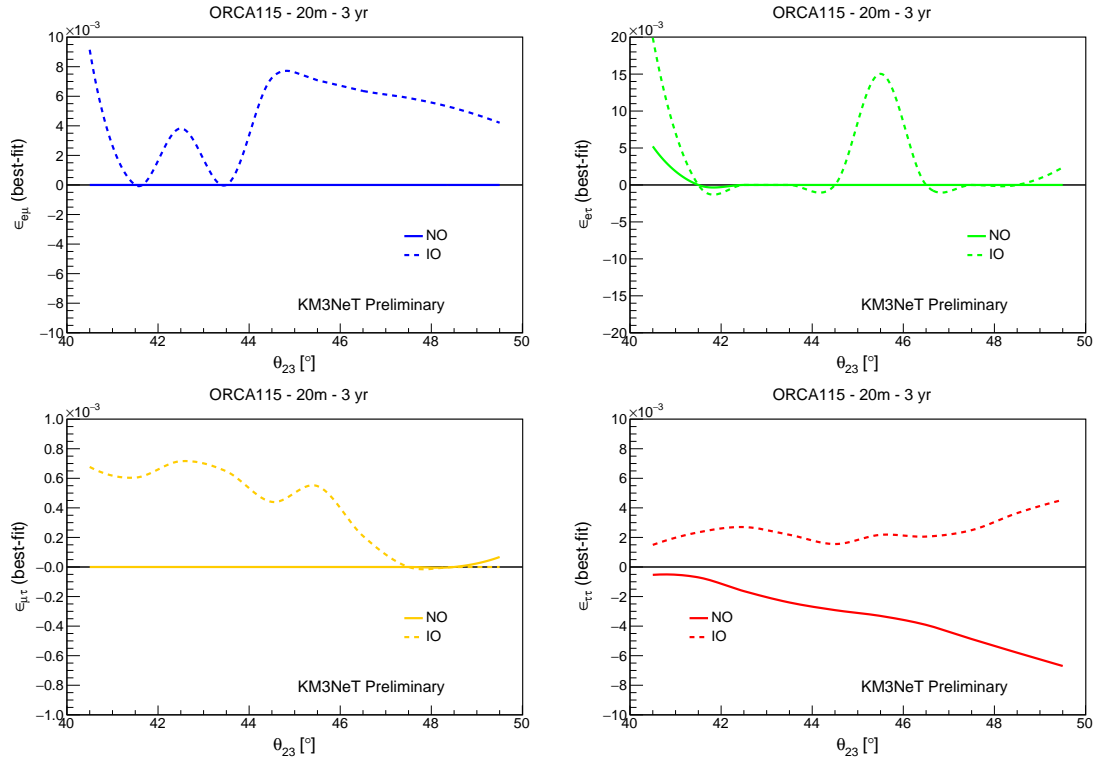 ORCA115 - 20m - 3 yr
×10⁻³
10
8
6
4
2
0
−2
−4
−6
−8
−10
40 42 44 46 48 50
ϵeμ (best-fit)
θ23 [°]
NO
IO
KM3NeT Preliminary
ORCA115 - 20m - 3 yr
×10⁻³
20
15
10
5
0
−5
−10
−15
−20
40 42 44 46 48 50
ϵeτ (best-fit)
θ23 [°]
NO
IO
KM3NeT Preliminary
ORCA115 - 20m - 3 yr
×10⁻³
1.0
0.8
0.6
0.4
0.2
−0.0
−0.2
−0.4
−0.6
−0.8
−1.0
40 42 44 46 48 50
ϵμτ (best-fit)
θ23 [°]
NO
IO
KM3NeT Preliminary
ORCA115 - 20m - 3 yr
×10⁻³
10
8
6
4
2
0
−2
−4
−6
−8
−10
40 42 44 46 48 50
ϵττ (best-fit)
θ23 [°]
NO
IO
KM3NeT Preliminary